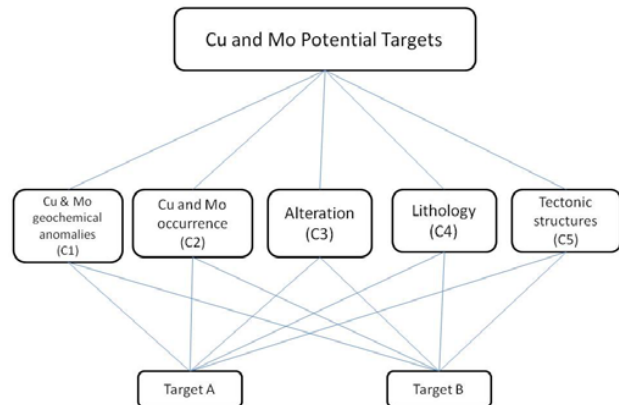 Cu and Mo Potential Targets
Cu & Mo
geochemical
anomalies
(C1)
Cu and Mo
occurrence
(C2)
Alteration
(C3)
Lithology
(C4)
Tectonic
structures
(C5)
Target A
Target B